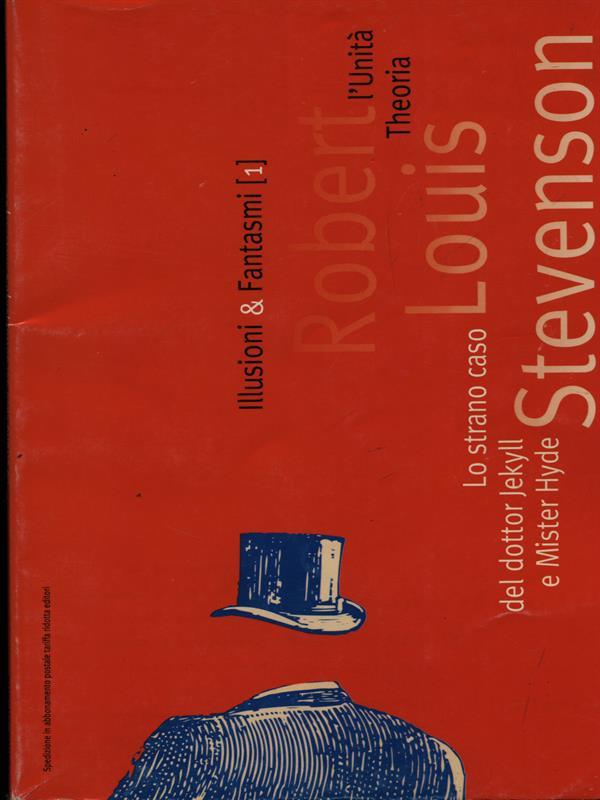 Spedizione in abbonamento postale tariffa ridotta editori
Illusioni & Fantasmi [1]
Robert
l'Unità
Theoria
Louis
Lo strano caso
del dottor Jekyll
e Mister Hyde
Stevenson